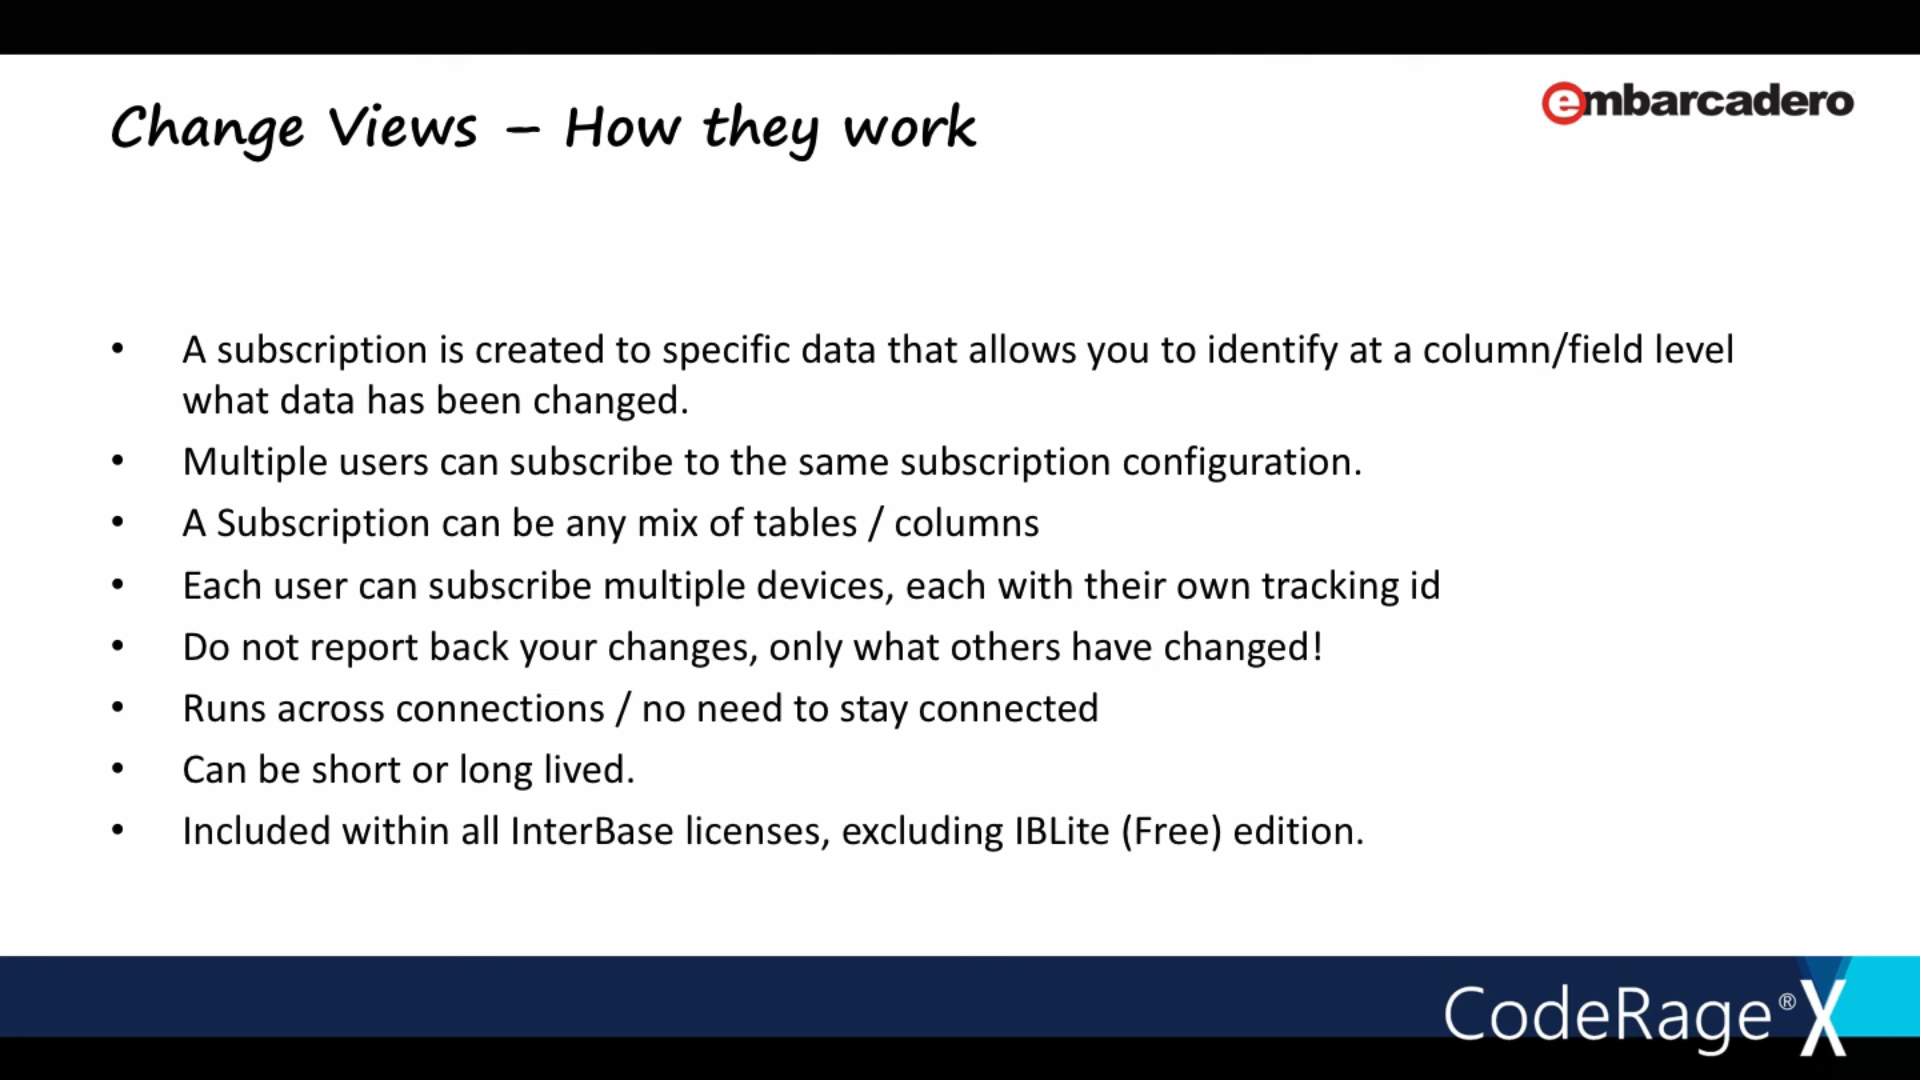 Change Views – How they work
embarcadero
• A subscription is created to specific data that allows you to identify at a column/field level
what data has been changed.
• Multiple users can subscribe to the same subscription configuration.
• A Subscription can be any mix of tables / columns
• Each user can subscribe multiple devices, each with their own tracking id
• Do not report back your changes, only what others have changed!
• Runs across connections / no need to stay connected
• Can be short or long lived.
• Included within all InterBase licenses, excluding IBLite (Free) edition.
CodeRage® X